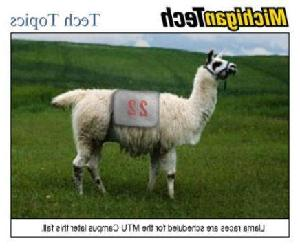 MichiganTech
Tech Topics
22
Llama races are scheduled for the MTU Campus later this fall.